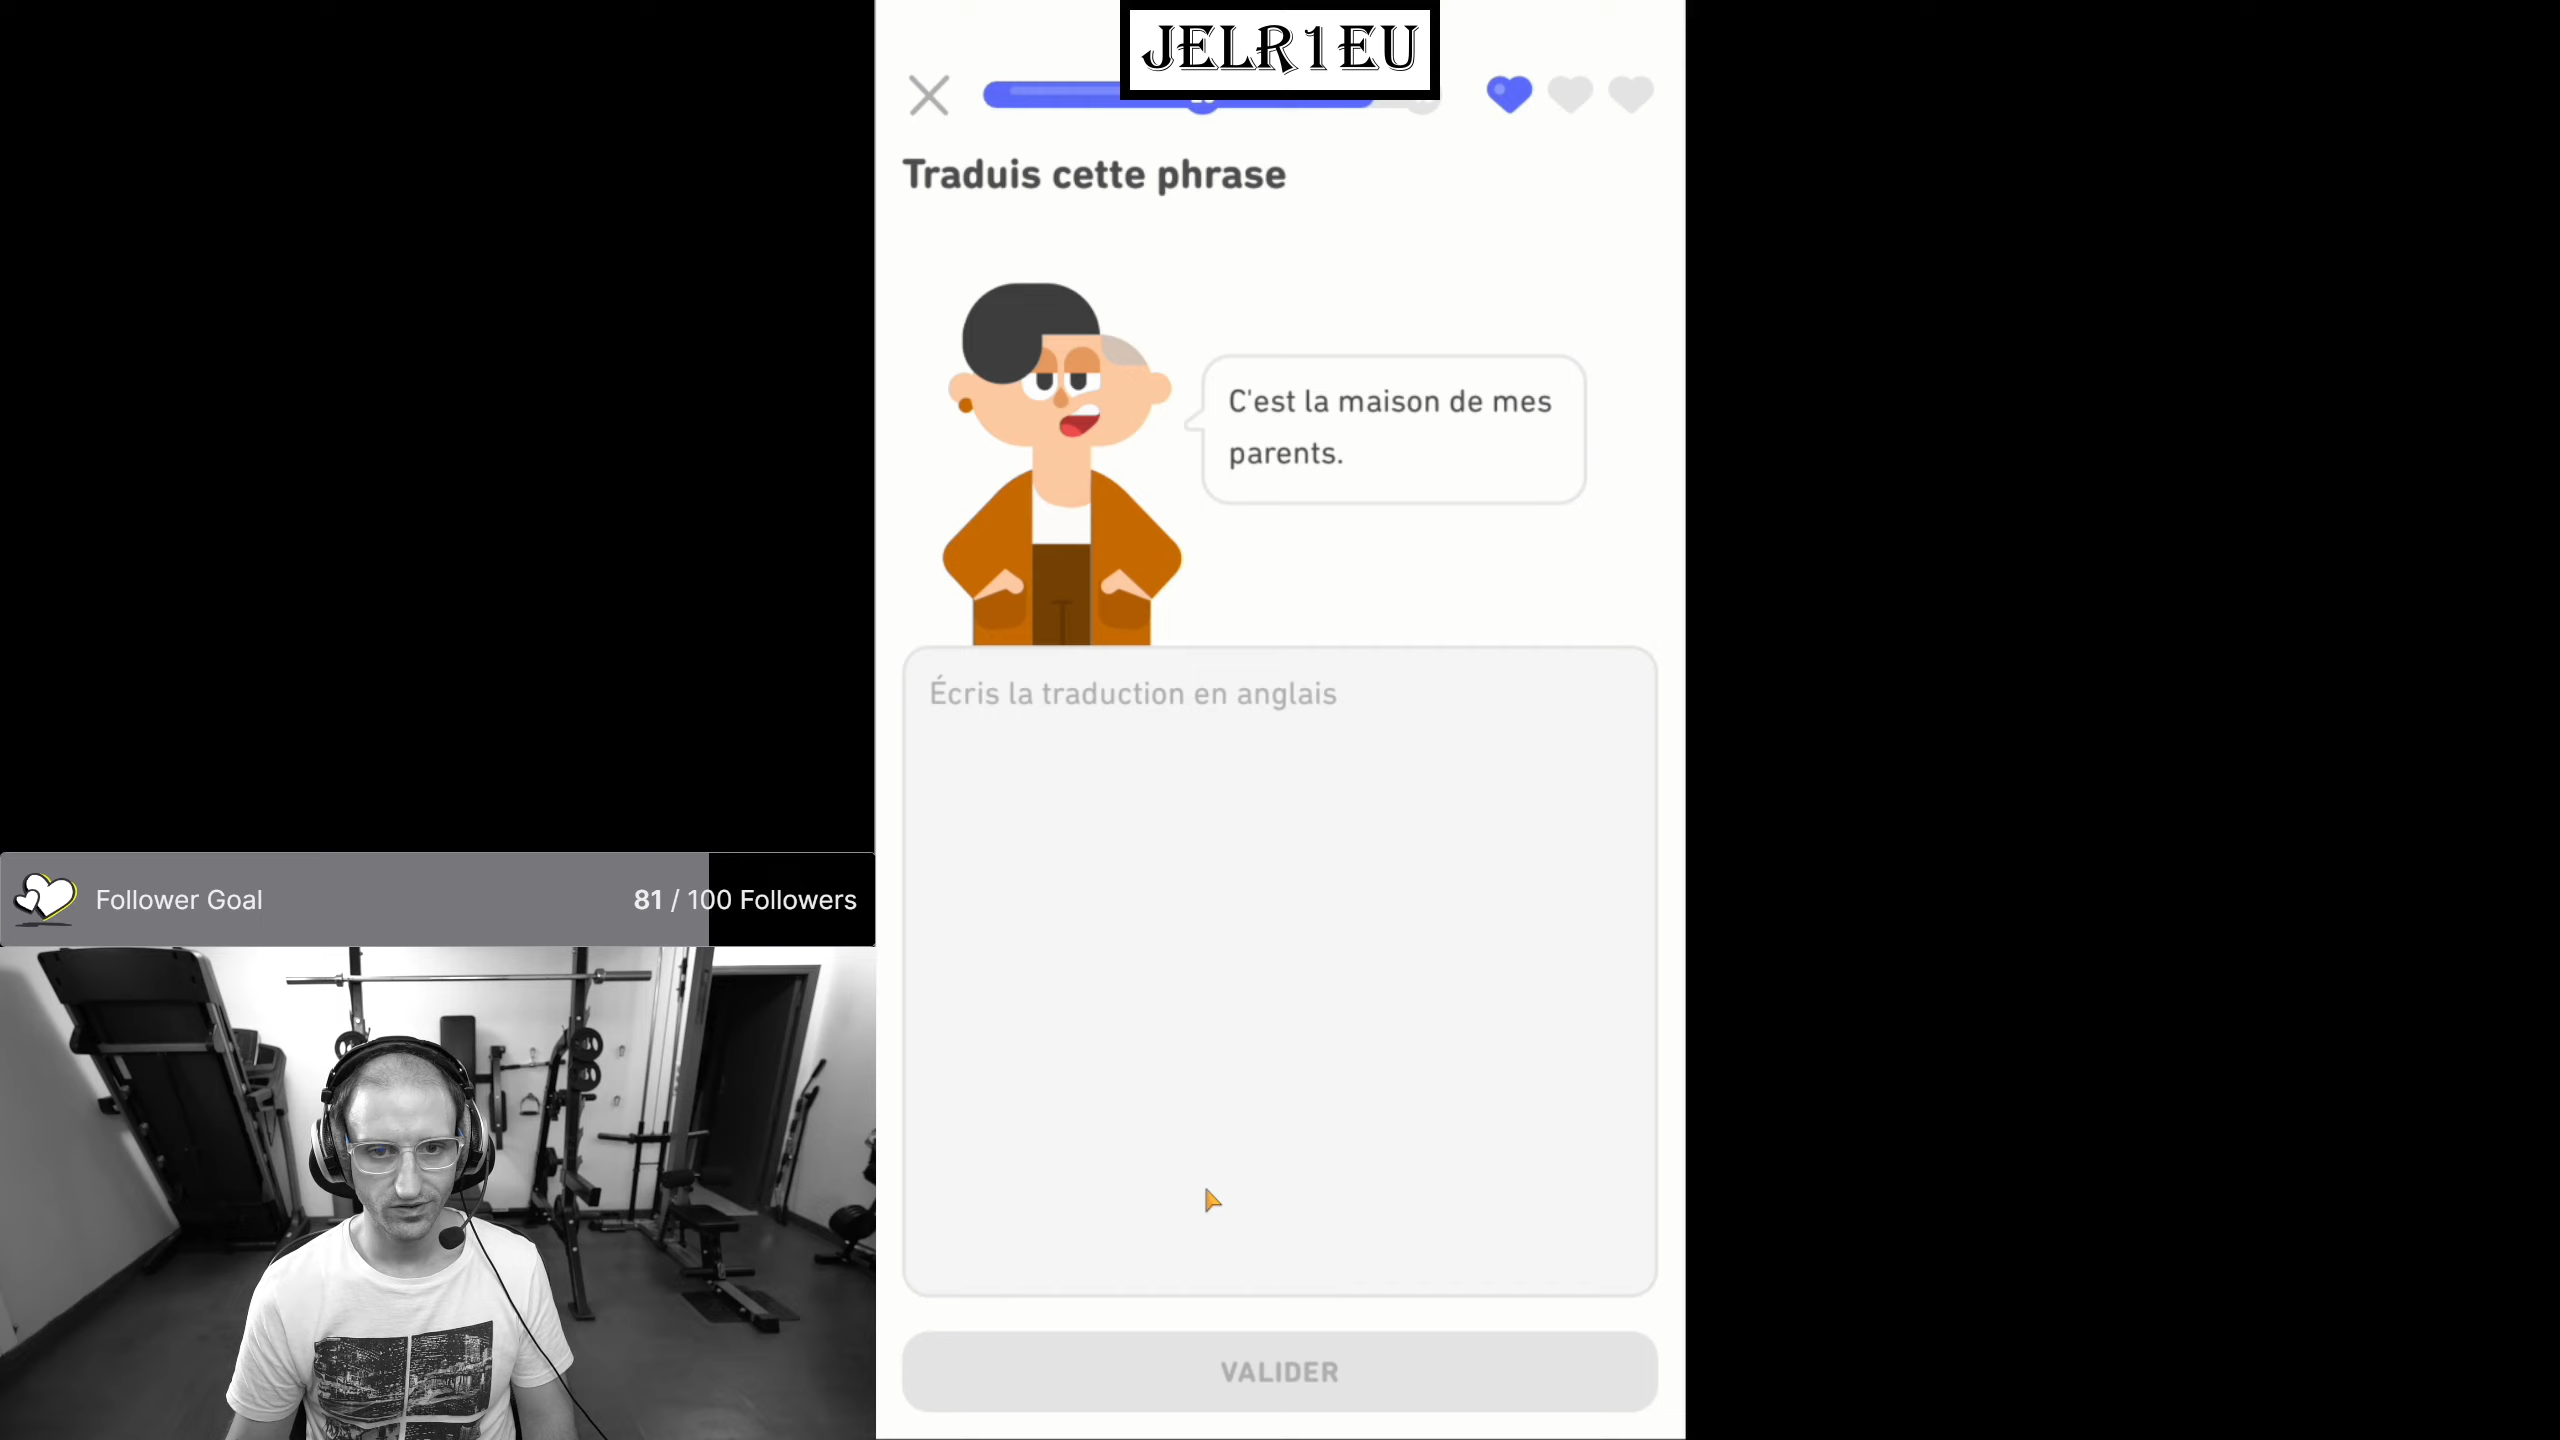 JELR1EU
Traduis cette phrase
C'est la maison de mes
parents.
Écris la traduction en anglais
Follower Goal
81 / 100 Followers
VALIDER